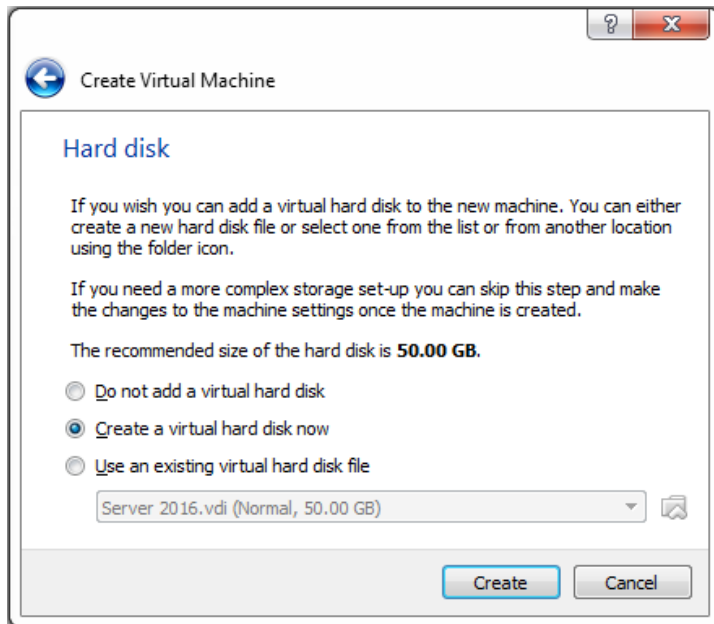 Create Virtual Machine
Hard disk
If you wish you can add a virtual hard disk to the new machine. You can either
create a new hard disk file or select one from the list or from another location
using the folder icon.
If you need a more complex storage set-up you can skip this step and make
the changes to the machine settings once the machine is created.
The recommended size of the hard disk is 50.00 GB.
Do not add a virtual hard disk
Create a virtual hard disk now
Use an existing virtual hard disk file
Server 2016.vdi (Normal, 50.00 GB)
Create Cancel